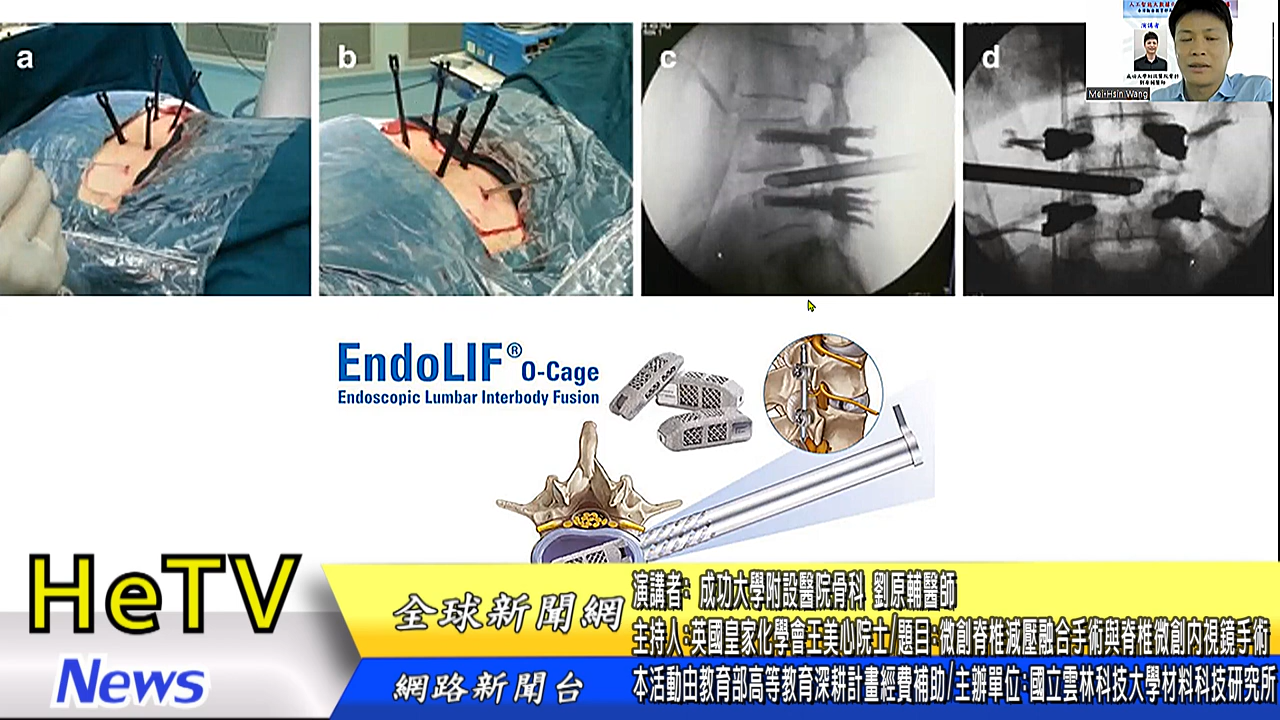 a
b
c
d
演講者
Mei-Hsin Wang
EndoLIF® O-Cage
Endoscopic Lumbar Interbody Fusion
HeTV
News
全球新聞網
網路新聞台
演講者: 成功大學附設醫院骨科 劉原輔醫師
主持人:英國皇家化學會王美心院士/題目:微創脊椎減壓融合手術與脊椎微創內視鏡手術
本活動由教育部高等教育深耕計畫經費補助/主辦單位:國立雲林科技大學材料科技研究所